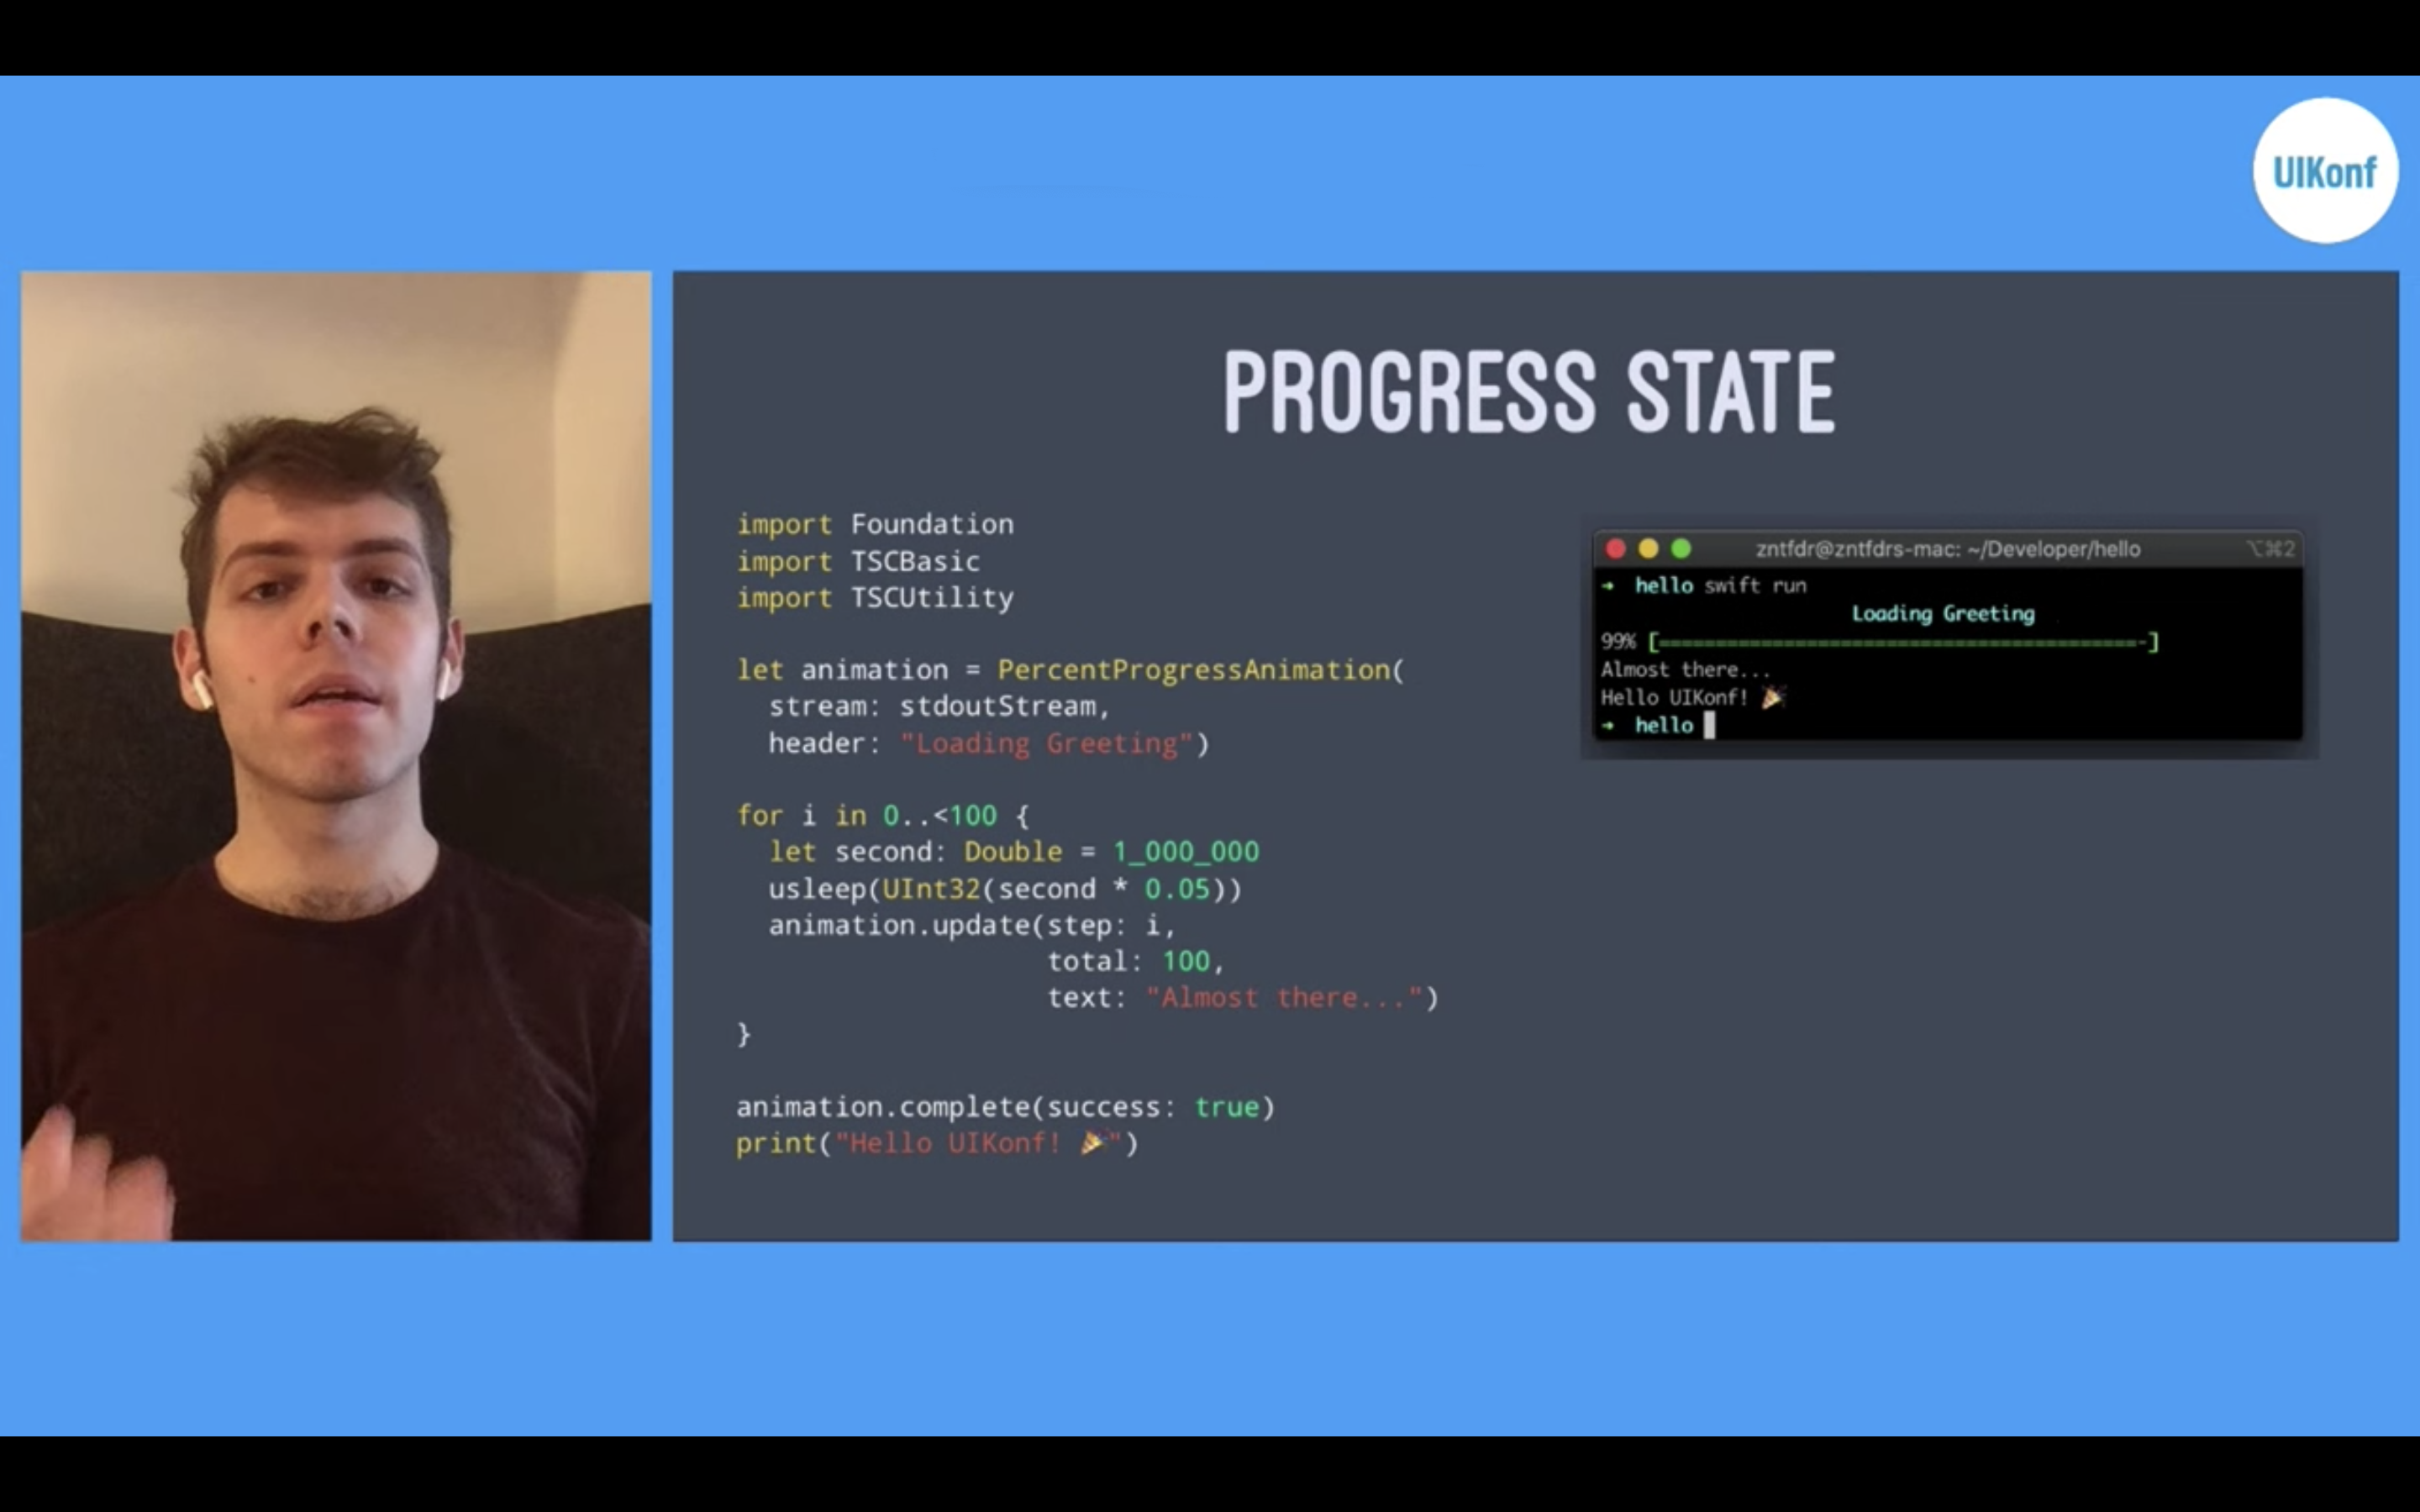 UIKonf
PROGRESS STATE
import Foundation
import TSCBasic
import TSCUtility
let animation = PercentProgressAnimation(
stream: stdoutStream,
header: "Loading Greeting")
for i in 0..<100 {
let second: Double = 1_000_000
usleep(UInt32(second * 0.05))
animation.update(step: i,
total: 100,
text: "Almost there...")
}
animation.complete(success: true)
print("Hello UIKonf! 🎉")
zntfdr@zntfdrs-mac: ~/Developer/hello ⌥⌘2
➜ hello swift run
Loading Greeting
99% [==========================================-]
Almost there...
Hello UIKonf! 🎉
➜ hello